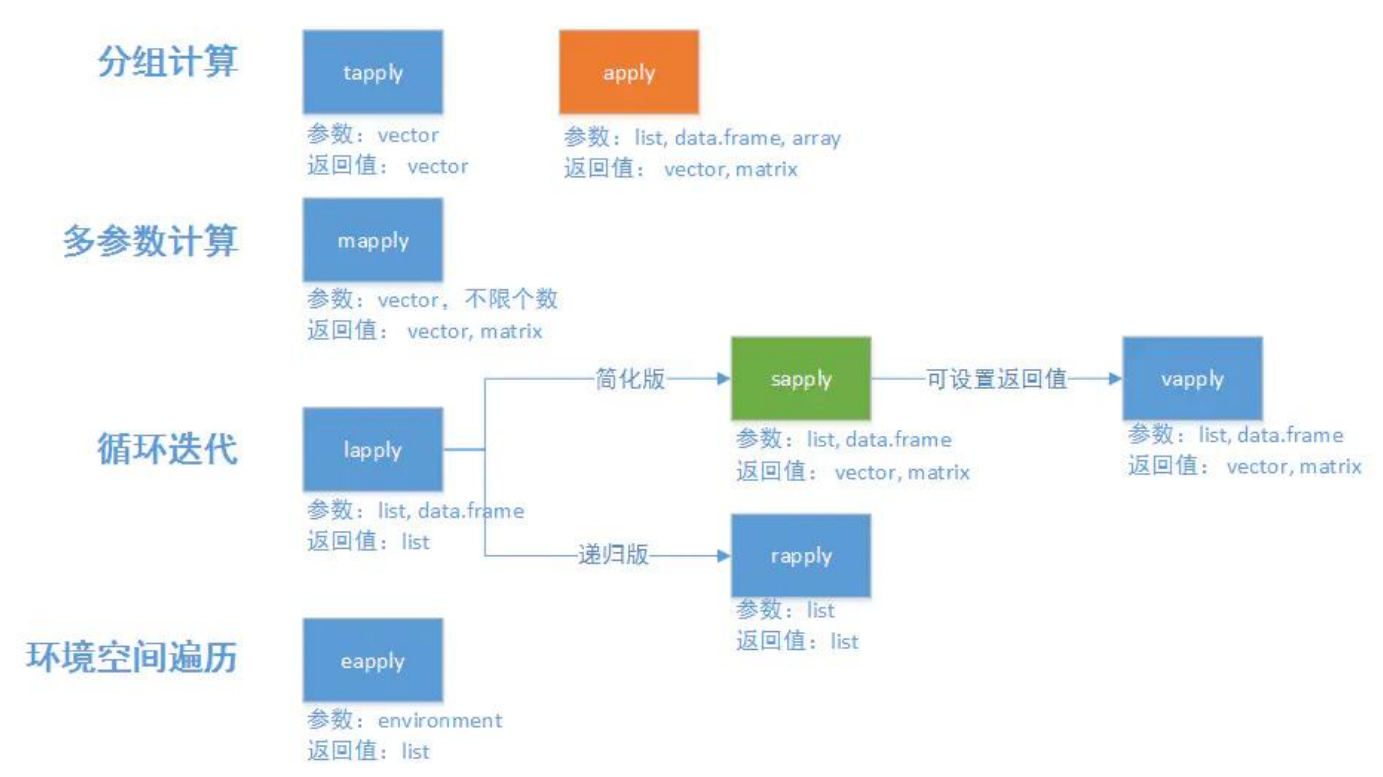 分组计算
tapply
参数：vector
返回值： vector
apply
参数：list, data.frame, array
返回值： vector, matrix
多参数计算
mapply
参数：vector，不限个数
返回值： vector, matrix
循环迭代
lapply
参数：list, data.frame
返回值：list
简化版
sapply
参数：list, data.frame
返回值： vector, matrix
可设置返回值
vapply
参数：list, data.frame
返回值： vector, matrix
递归版
rapply
参数：list
返回值：list
环境空间遍历
eapply
参数：environment
返回值：list